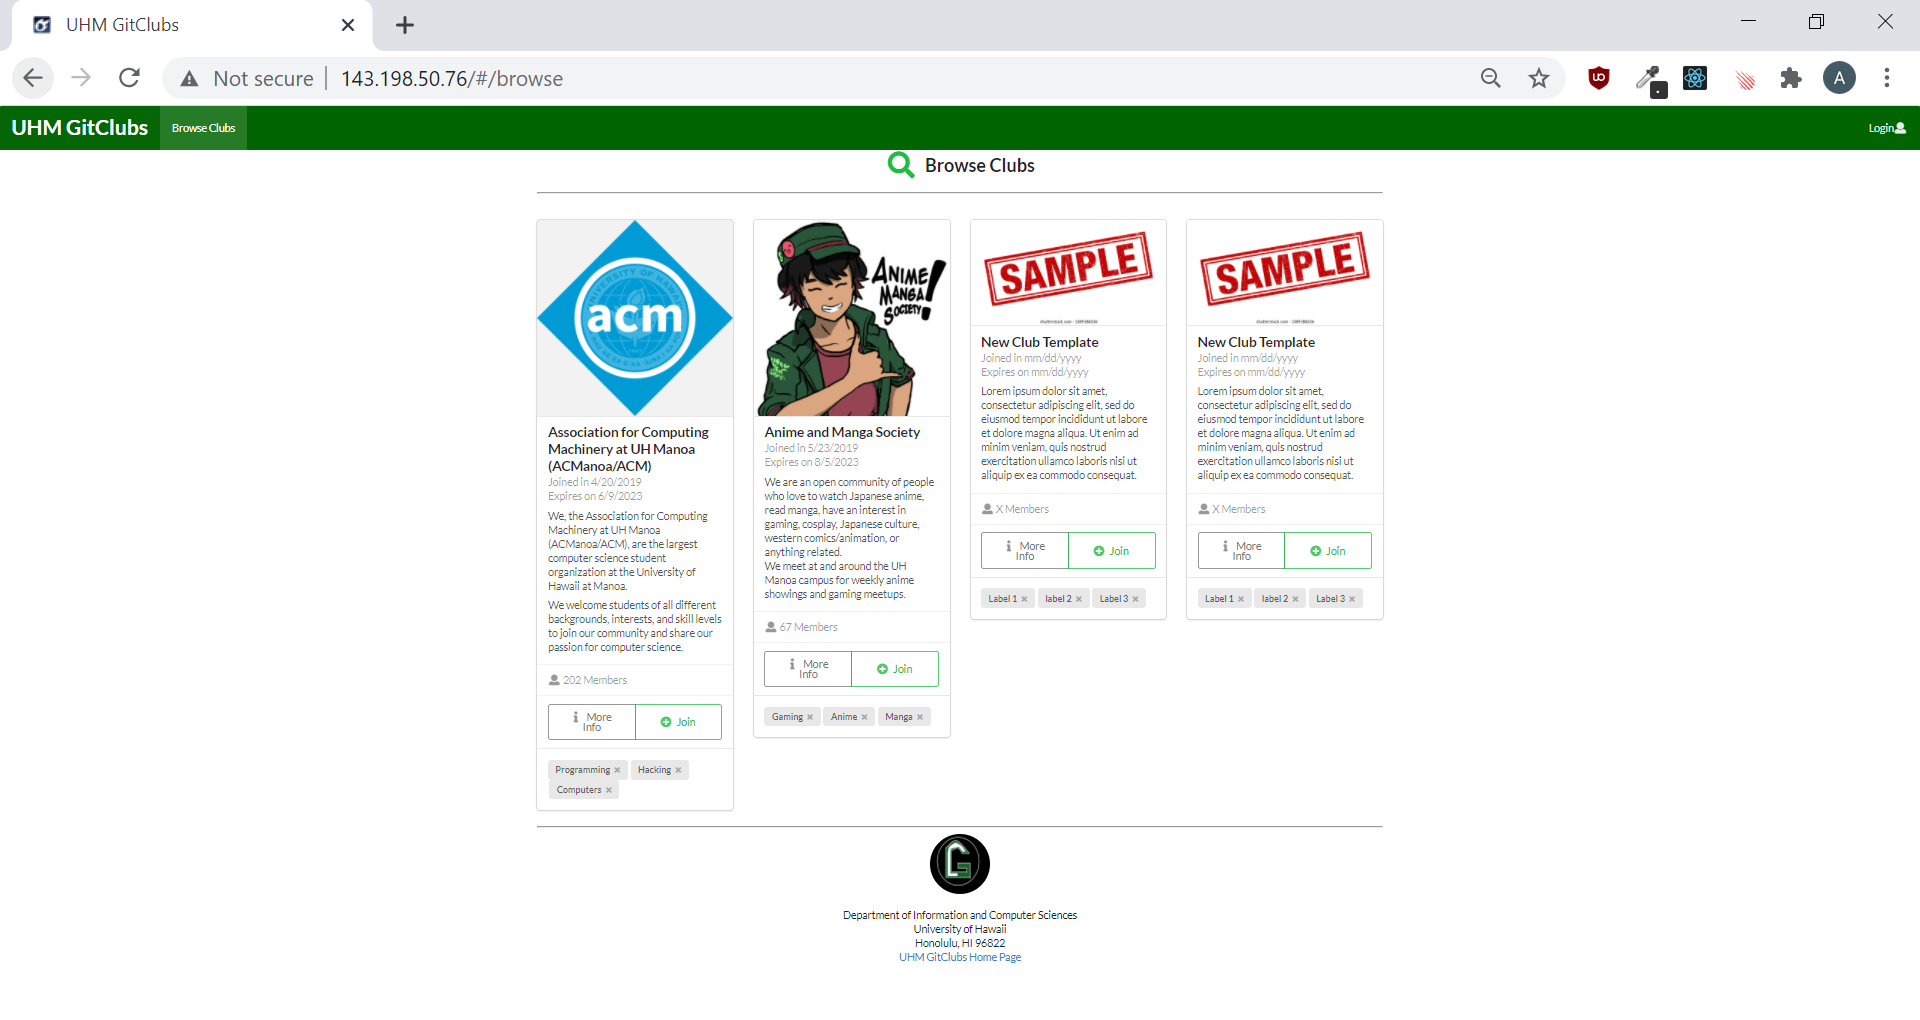 UHM GitClubs
Not secure
143.198.50.76/#/browse
A
UHM GitClubs
Browse Clubs
Login
Browse Clubs
acm
Association for Computing
Machinery at UH Manoa
(ACManoa/ACM)
Joined in 4/20/2019
Expires on 6/9/2023
We, the Association for Computing
Machinery at UH Manoa
(ACManoa/ACM), are the largest
computer science student
organization at the University of
Hawaii at Manoa.
We welcome students of all different
backgrounds, interests, and skill levels
to join our community and share our
passion for computer science.
202 Members
More
Info
Join
Programming
Hacking
Computers
ANIME
MANGA
SOCIETY!
Anime and Manga Society
Joined in 5/23/2019
Expires on 8/5/2023
We are an open community of people
who love to watch Japanese anime,
read manga, have an interest in
gaming, cosplay, Japanese culture,
western comics/animation, or
anything related.
We meet at and around the UH
Manoa campus for weekly anime
showings and gaming meetups.
67 Members
More
Info
Join
Gaming
Anime
Manga
SAMPLE
New Club Template
Joined in mm/dd/yyyy
Expires on mm/dd/yyyy
Lorem ipsum dolor sit amet,
consectetur adipiscing elit, sed do
eiusmod tempor incididunt ut labore
et dolore magna aliqua. Ut enim ad
minim veniam, quis nostrud
exercitation ullamco laboris nisi ut
aliquip ex ea commodo consequat.
X Members
More
Info
Join
Label 1
label 2
Label 3
SAMPLE
New Club Template
Joined in mm/dd/yyyy
Expires on mm/dd/yyyy
Lorem ipsum dolor sit amet,
consectetur adipiscing elit, sed do
eiusmod tempor incididunt ut labore
et dolore magna aliqua. Ut enim ad
minim veniam, quis nostrud
exercitation ullamco laboris nisi ut
aliquip ex ea commodo consequat.
X Members
More
Info
Join
Label 1
label 2
Label 3
Department of Information and Computer Sciences
University of Hawaii
Honolulu, HI 96822
UHM GitClubs Home Page